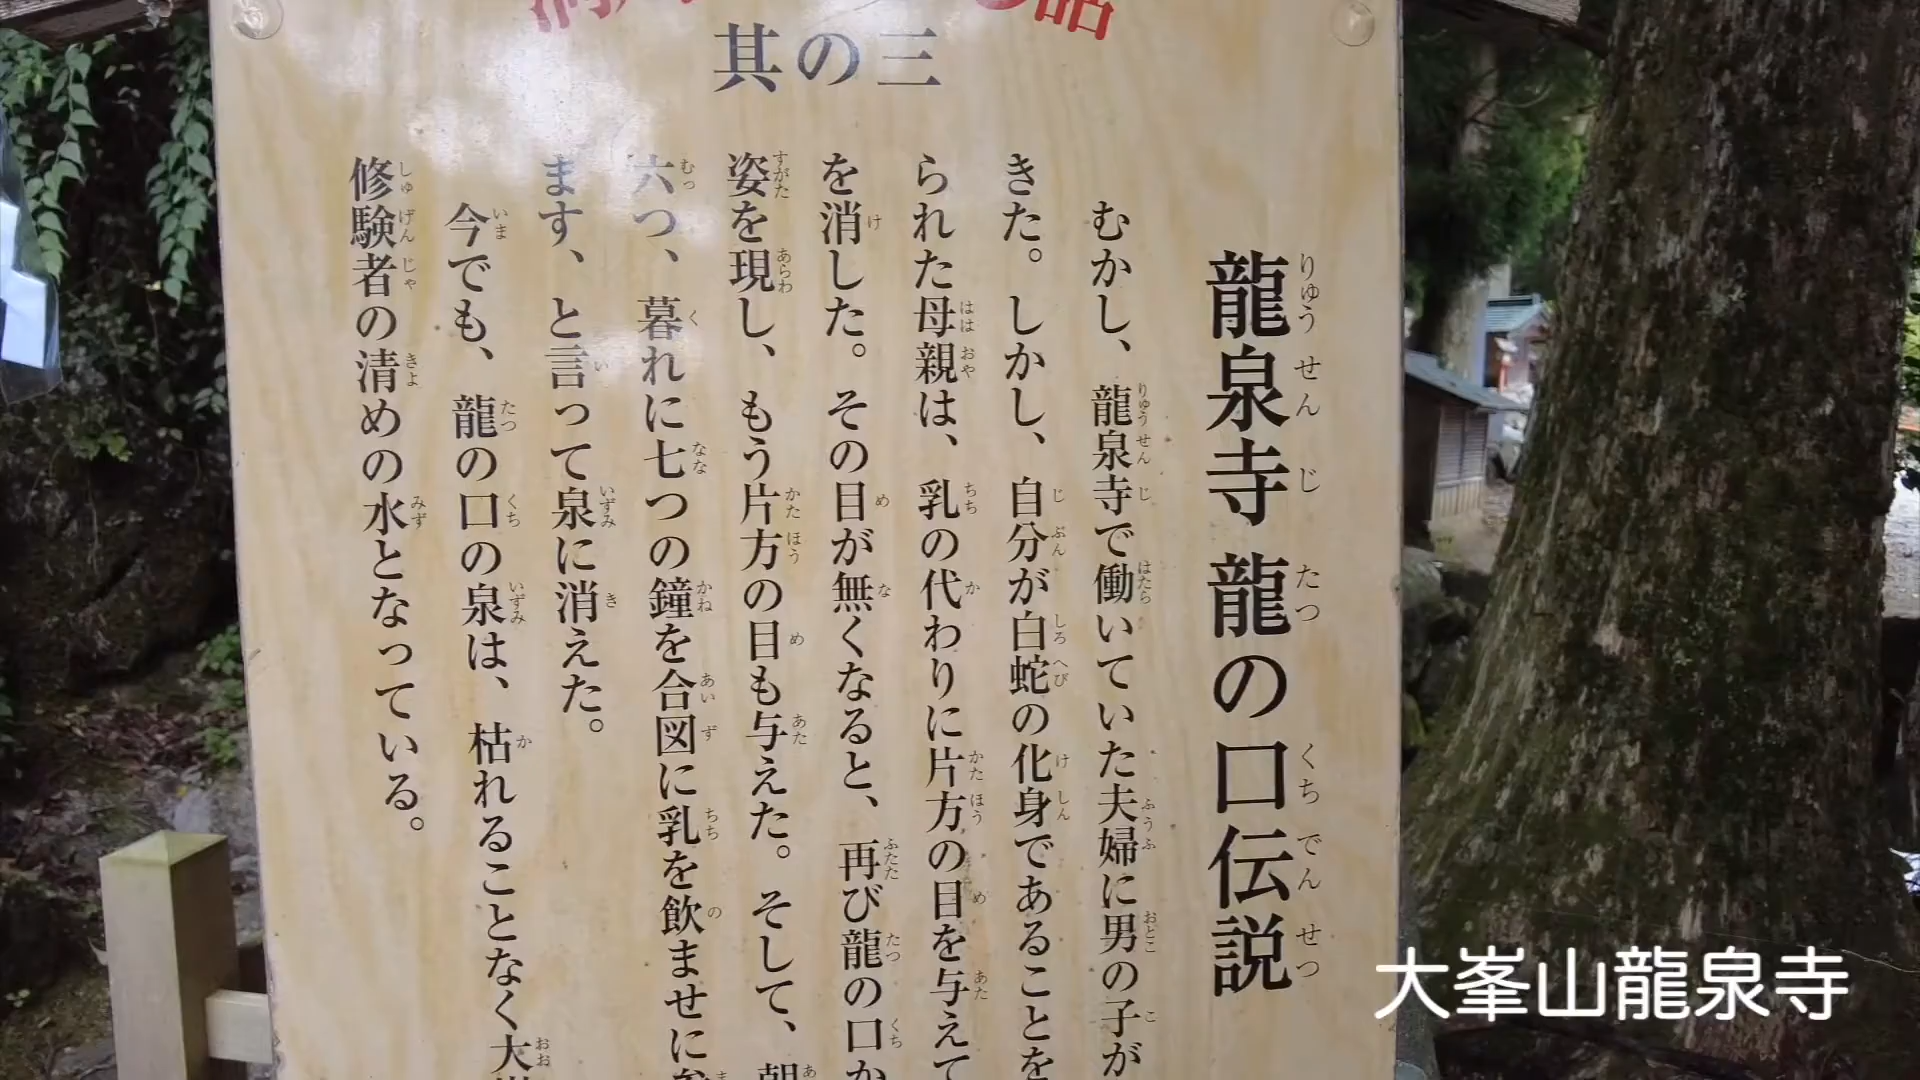 話
其の三
龍泉寺 龍の口伝説
むかし、龍泉寺で働いていた夫婦に男の子が
きた。しかし、自分が白蛇の化身であることを
られた母親は、乳の代わりに片方の目を与えて
を消した。その目が無くなると、再び龍の口か
姿を現し、もう片方の目も与えた。そして、朝
六つ、暮れに七つの鐘を合図に乳を飲ませに
ます、と言って泉に消えた。
今でも、龍の口の泉は、枯れることなく大
修験者の清めの水となっている。
大峯山龍泉寺